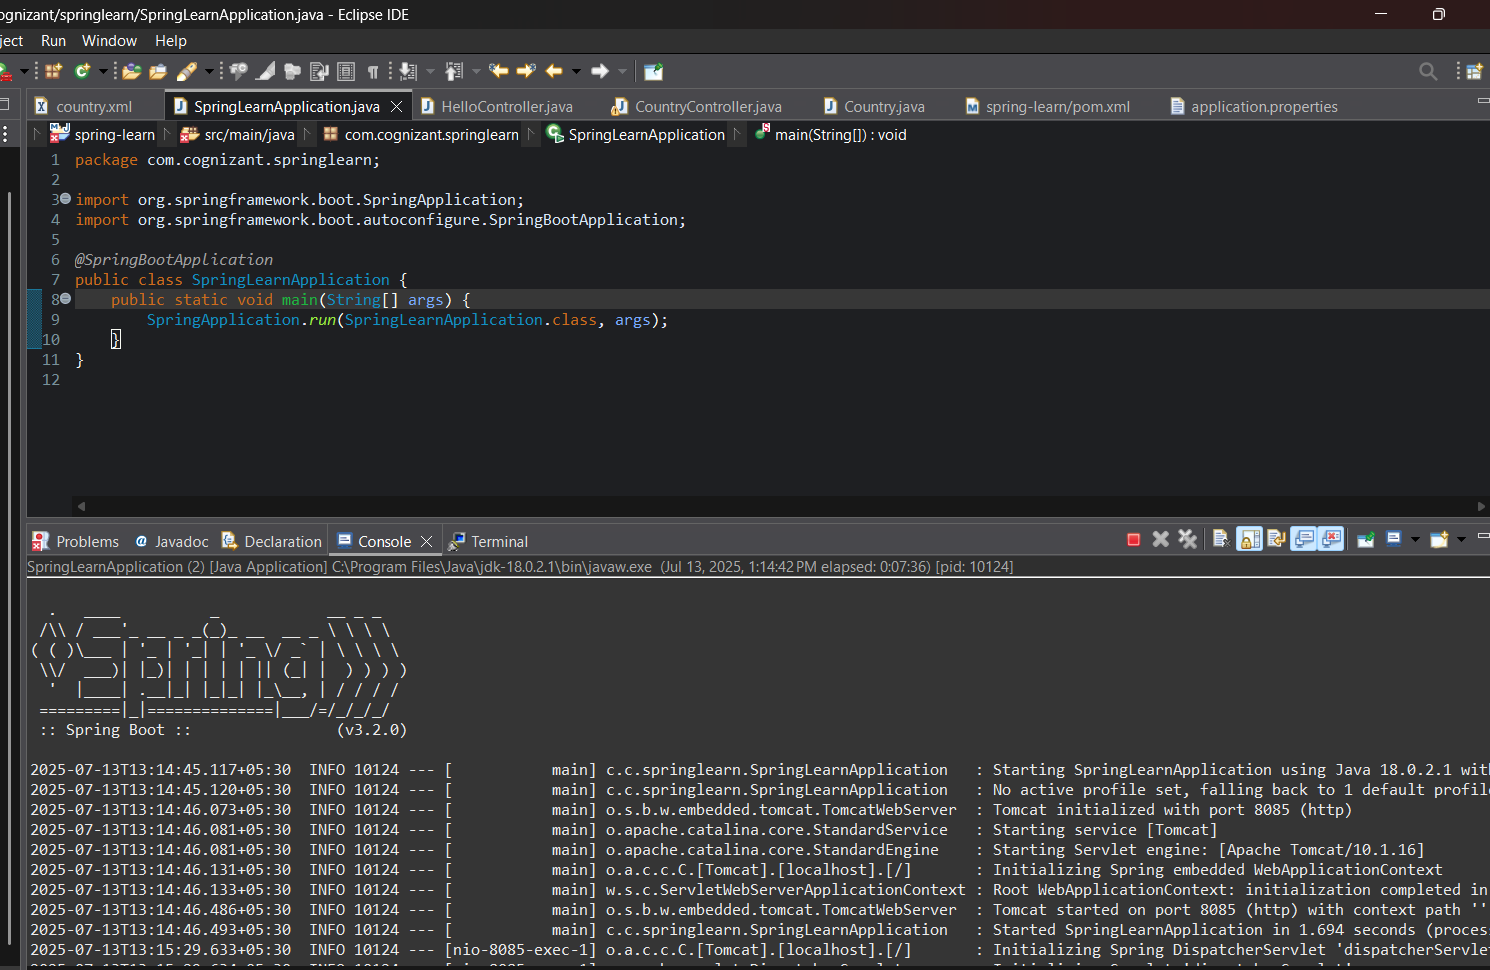 ognizant/springlearn/SpringLearnApplication.java - Eclipse IDE
ject Run Window Help
country.xml SpringLearnApplication.java HelloController.java CountryController.java Country.java spring-learn/pom.xml application.properties
spring-learn src/main/java com.cognizant.springlearn SpringLearnApplication main(String[]) : void
1 package com.cognizant.springlearn;
2
3 import org.springframework.boot.SpringApplication;
4 import org.springframework.boot.autoconfigure.SpringBootApplication;
5
6 @SpringBootApplication
7 public class SpringLearnApplication {
8     public static void main(String[] args) {
9         SpringApplication.run(SpringLearnApplication.class, args);
10     }
11 }
12
Problems Javadoc Declaration Console Terminal
SpringLearnApplication (2) [Java Application] C:\Program Files\Java\jdk-18.0.2.1\bin\javaw.exe (Jul 13, 2025, 1:14:42 PM elapsed: 0:07:36) [pid: 10124]
  .   ____          _            __ _ _
 /\\ / ___'_ __ _ _(_)_ __  __ _ \ \ \ \
( ( )\___ | '_ | '_| | '_ \/ _` | \ \ \ \
 \\/  ___)| |_)| | | | | || (_| |  ) ) ) )
  '  |____| .__|_| |_|_| |_\__, | / / / /
 =========|_|==============|___/=/_/_/_/
 :: Spring Boot ::                (v3.2.0)
2025-07-13T13:14:45.117+05:30  INFO 10124 --- [           main] c.c.springlearn.SpringLearnApplication   : Starting SpringLearnApplication using Java 18.0.2.1 wit
2025-07-13T13:14:45.120+05:30  INFO 10124 --- [           main] c.c.springlearn.SpringLearnApplication   : No active profile set, falling back to 1 default profil
2025-07-13T13:14:46.073+05:30  INFO 10124 --- [           main] o.s.b.w.embedded.tomcat.TomcatWebServer  : Tomcat initialized with port 8085 (http)
2025-07-13T13:14:46.081+05:30  INFO 10124 --- [           main] o.apache.catalina.core.StandardService   : Starting service [Tomcat]
2025-07-13T13:14:46.081+05:30  INFO 10124 --- [           main] o.apache.catalina.core.StandardEngine    : Starting Servlet engine: [Apache Tomcat/10.1.16]
2025-07-13T13:14:46.131+05:30  INFO 10124 --- [           main] o.a.c.c.C.[Tomcat].[localhost].[/]       : Initializing Spring embedded WebApplicationContext
2025-07-13T13:14:46.133+05:30  INFO 10124 --- [           main] w.s.c.ServletWebServerApplicationContext : Root WebApplicationContext: initialization completed in
2025-07-13T13:14:46.486+05:30  INFO 10124 --- [           main] o.s.b.w.embedded.tomcat.TomcatWebServer  : Tomcat started on port 8085 (http) with context path ''
2025-07-13T13:14:46.493+05:30  INFO 10124 --- [           main] c.c.springlearn.SpringLearnApplication   : Started SpringLearnApplication in 1.694 seconds (proces
2025-07-13T13:15:29.633+05:30  INFO 10124 --- [nio-8085-exec-1] o.a.c.c.C.[Tomcat].[localhost].[/]       : Initializing Spring DispatcherServlet 'dispatcherServle